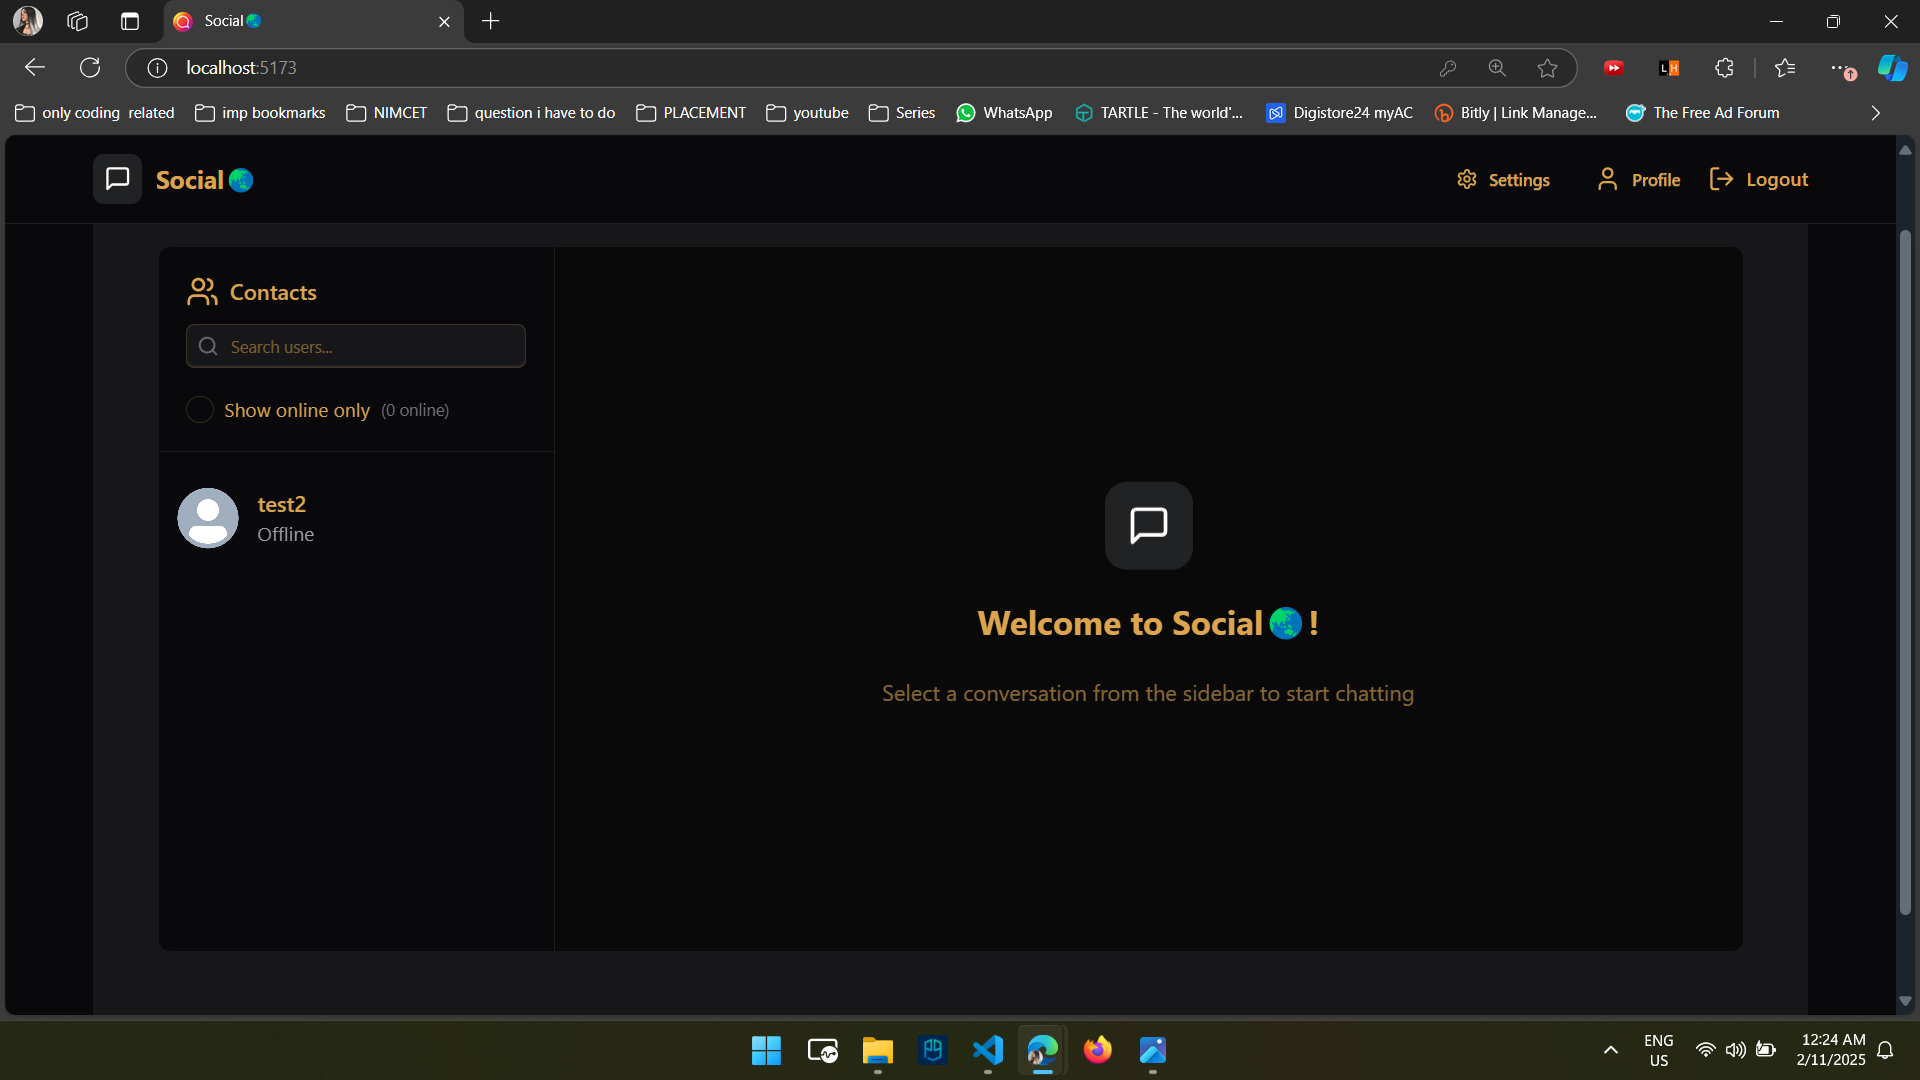 Social🌏
localhost:5173
only coding related
imp bookmarks
NIMCET
question i have to do
PLACEMENT
youtube
Series
WhatsApp
TARTLE - The world'...
Digistore24 myAC
Bitly | Link Manage...
The Free Ad Forum
Social🌏
Settings
Profile
Logout
Contacts
Search users...
Show online only (0 online)
test2
Offline
Welcome to Social🌏!
Select a conversation from the sidebar to start chatting
ENG
US
12:24 AM
2/11/2025